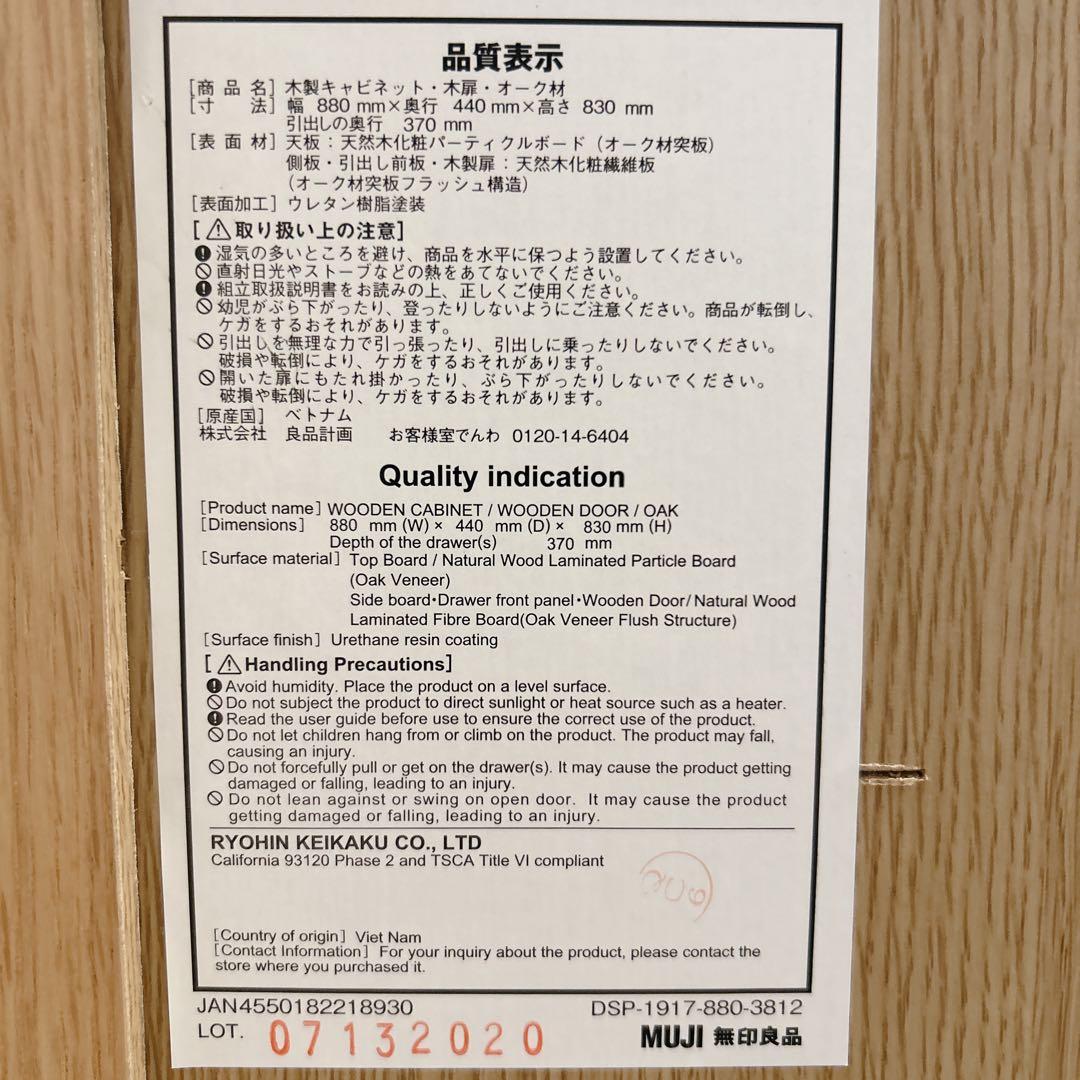 品質表示
[商品名] 木製キャビネット・木扉・オーク材
[寸法] 幅 880 mm×奥行 440 mm×高さ 830 mm
引出しの奥行 370 mm
[表面材] 天板：天然木化粧パーティクルボード（オーク材突板）
側板・引出し前板・木製扉：天然木化粧繊維板
（オーク材突板フラッシュ構造）
[表面加工] ウレタン樹脂塗装
[⚠取り扱い上の注意]
湿気の多いところを避け、商品を水平に保つよう設置してください。
直射日光やストーブなどの熱をあてないでください。
組立取扱説明書をお読みの上、正しくご使用ください。
幼児がぶら下がったり、登ったりしないようにご注意ください。商品が転倒し、
ケガをするおそれがあります。
引出しを無理な力で引っ張ったり、引出しに乗ったりしないでください。
破損や転倒により、ケガをするおそれがあります。
開いた扉にもたれ掛かったり、ぶら下がったりしないでください。
破損や転倒により、ケガをするおそれがあります。
[原産国] ベトナム
株式会社 良品計画 お客様室でんわ 0120-14-6404
Quality indication
[Product name] WOODEN CABINET / WOODEN DOOR / OAK
[Dimensions] 880 mm (W) × 440 mm (D) × 830 mm (H)
Depth of the drawer(s) 370 mm
[Surface material] Top Board / Natural Wood Laminated Particle Board
(Oak Veneer)
Side board・Drawer front panel・Wooden Door/Natural Wood
Laminated Fibre Board(Oak Veneer Flush Structure)
[Surface finish] Urethane resin coating
[⚠Handling Precautions]
Avoid humidity. Place the product on a level surface.
Do not subject the product to direct sunlight or heat source such as a heater.
Read the user guide before use to ensure the correct use of the product.
Do not let children hang from or climb on the product. The product may fall,
causing an injury.
Do not forcefully pull or get on the drawer(s). It may cause the product getting
damaged or falling, leading to an injury.
Do not lean against or swing on open door. It may cause the product
getting damaged or falling, leading to an injury.
RYOHIN KEIKAKU CO., LTD
California 93120 Phase 2 and TSCA Title VI compliant
[Country of origin] Viet Nam
[Contact Information] For your inquiry about the product, please contact the
store where you purchased it.
JAN4550182218930 DSP-1917-880-3812
LOT. 07132020 MUJI 無印良品